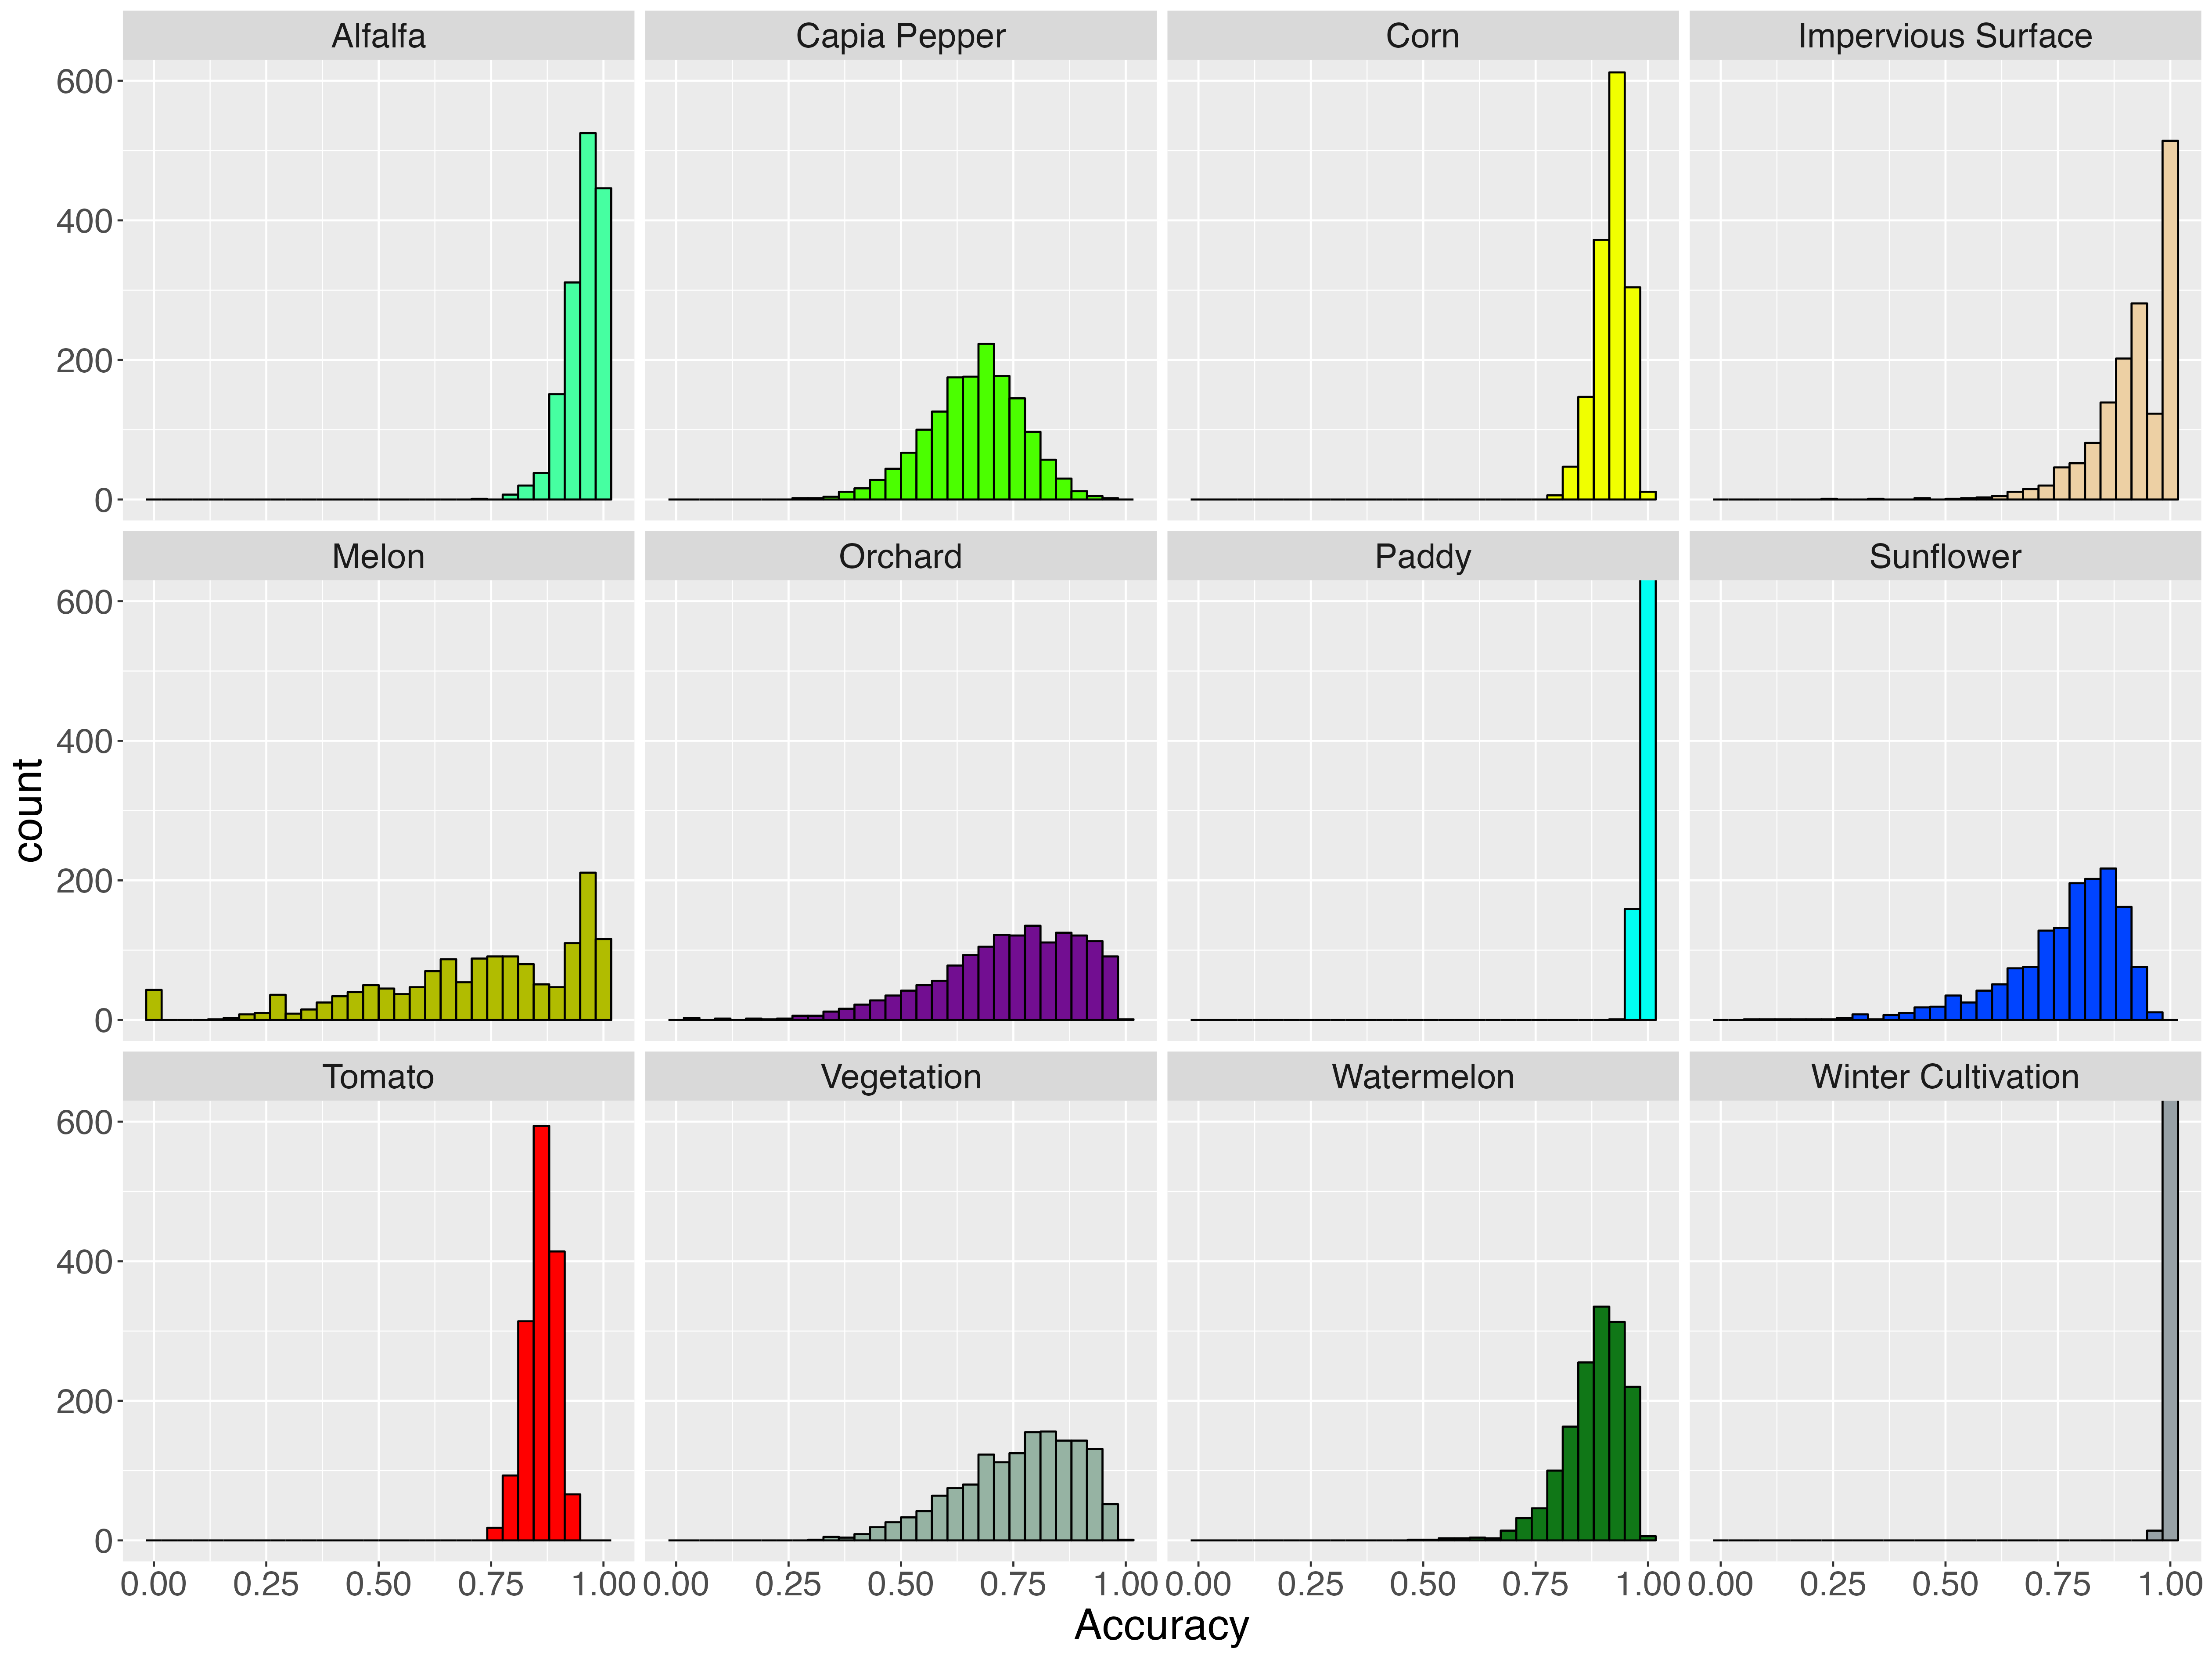 Alfalfa Capia Pepper Corn Impervious Surface
600
400
200
0
Melon Orchard Paddy Sunflower
600
400
200
0
count
Tomato Vegetation Watermelon Winter Cultivation
600
400
200
0
0.00 0.25 0.50 0.75 1.00 0.00 0.25 0.50 0.75 1.00 0.00 0.25 0.50 0.75 1.00 0.00 0.25 0.50 0.75 1.00
Accuracy